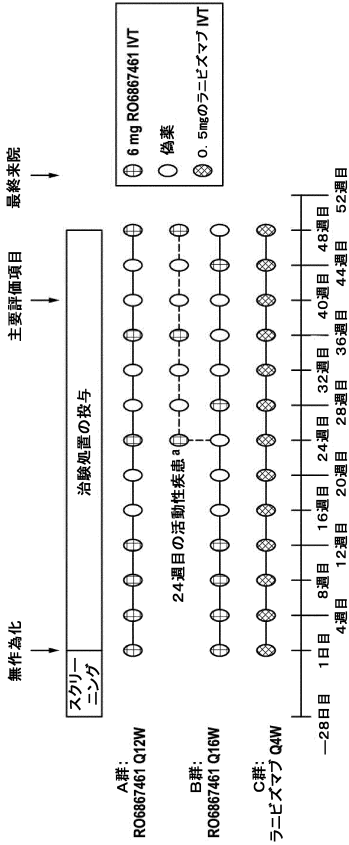 無作為化
主要評価項目
最終来院
スクリー
ニング
治験処置の投与
6 mg RO6867461 IVT
偽薬
0.5mgのラニビズマブ IVT
A群:
RO6867461 Q12W
24週目の活動性疾患 a
B群:
RO6867461 Q16W
C群:
ラニビズマブ Q4W
—28日目
1日目
4週目
8週目
12週目
16週目
20週目
24週目
28週目
32週目
36週目
40週目
44週目
48週目
52週目